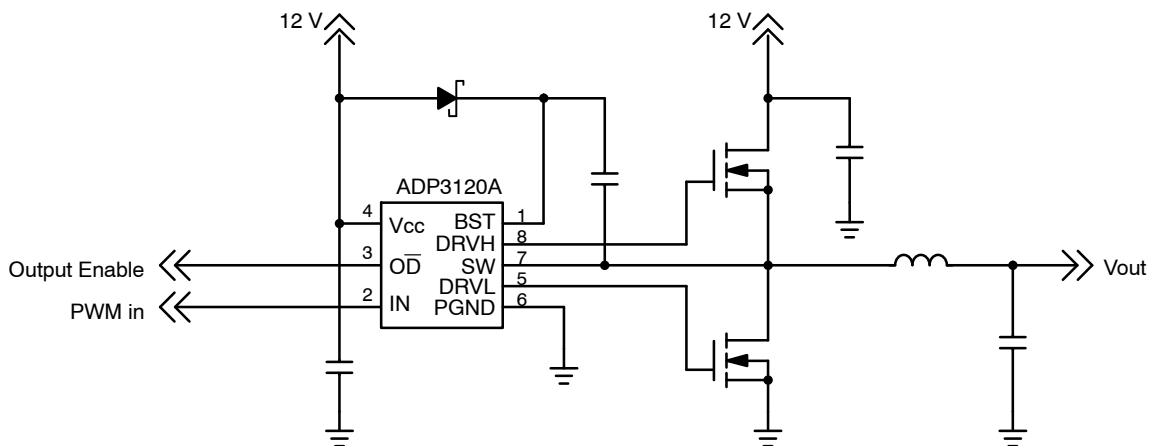 12 V
12 V
ADP3120A
4
Vcc
BST
1
DRVH
8
Output Enable
3
OD̅
SW
7
Vout
DRVL
5
PWM in
2
IN
PGND
6